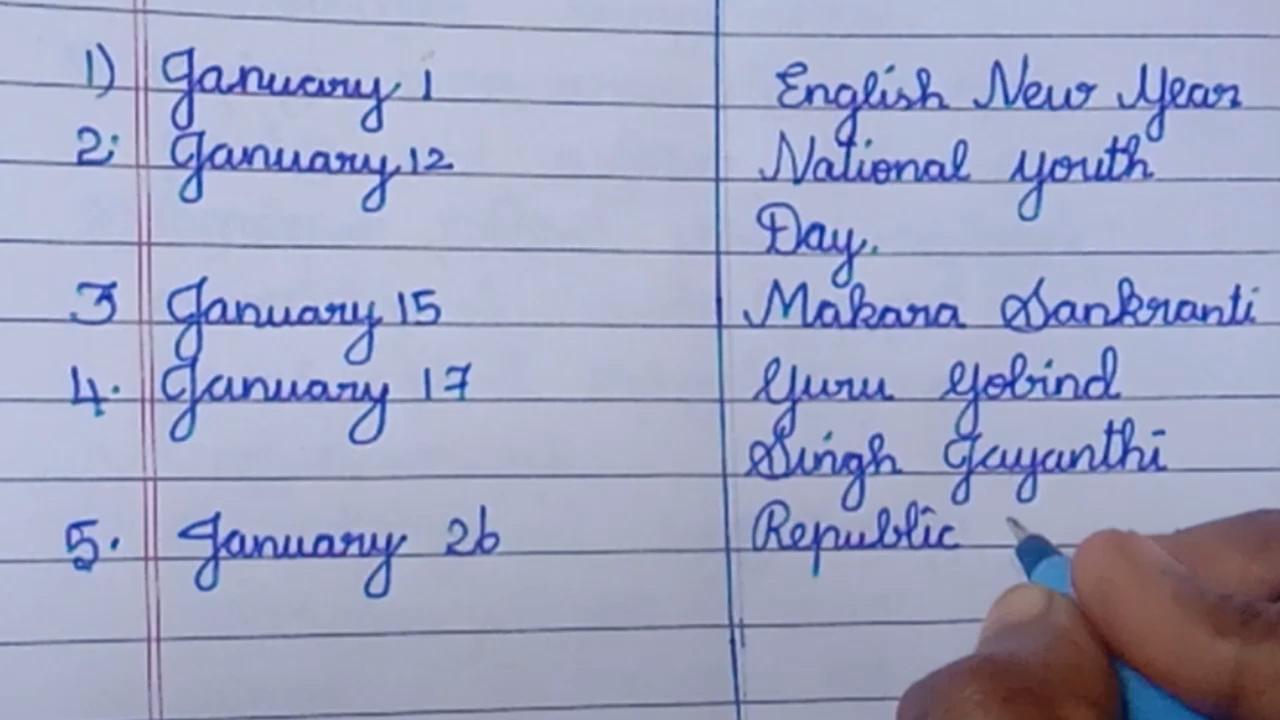 1) January 1 English New Year
2. January 12 National youth
Day.
3 January 15 Makara Sankranti
4. January 17 Guru Gobind
Singh Jayanthi
5. January 26 Republic